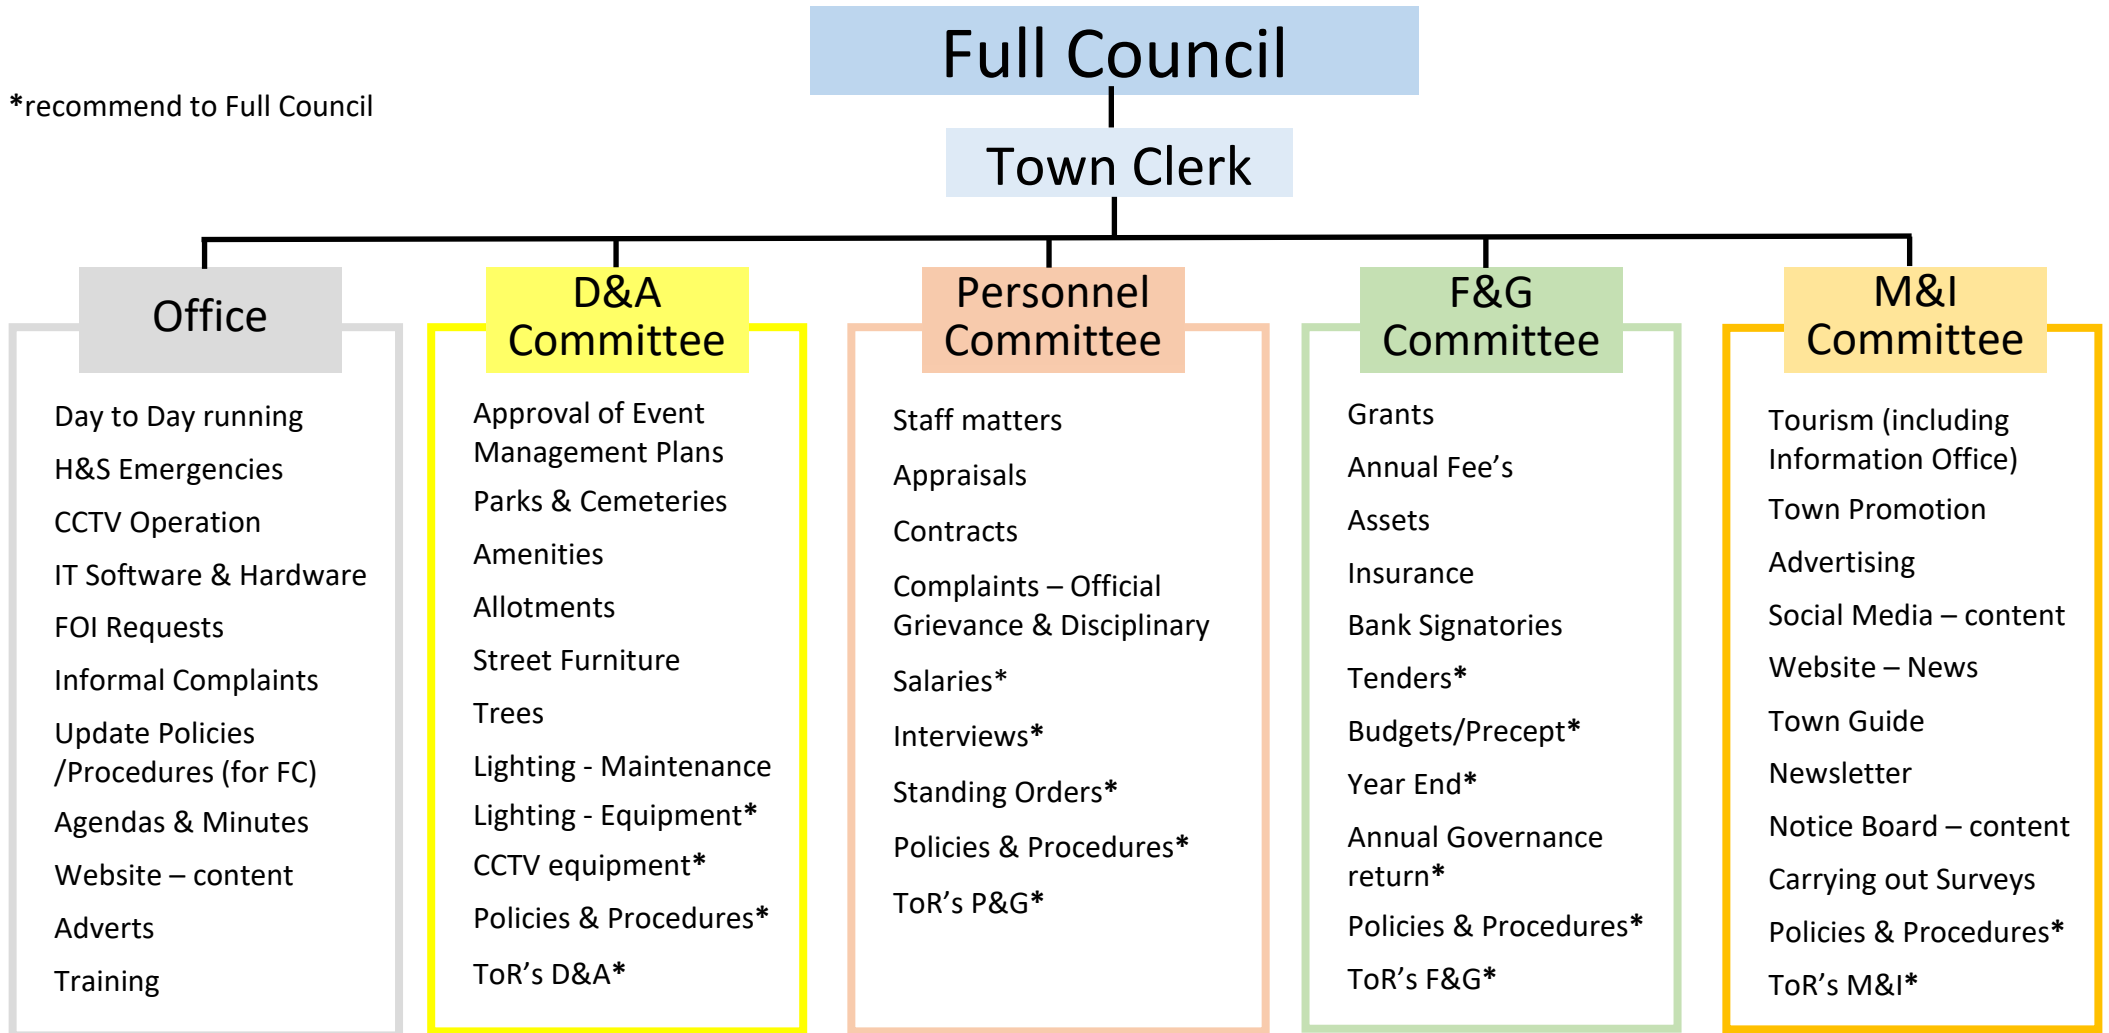 Full Council
*recommend to Full Council
Town Clerk
Office
Day to Day running
H&S Emergencies
CCTV Operation
IT Software & Hardware
FOI Requests
Informal Complaints
Update Policies
/Procedures (for FC)
Agendas & Minutes
Website – content
Adverts
Training
D&A
Committee
Approval of Event
Management Plans
Parks & Cemeteries
Amenities
Allotments
Street Furniture
Trees
Lighting - Maintenance
Lighting - Equipment*
CCTV equipment*
Policies & Procedures*
ToR’s D&A*
Personnel
Committee
Staff matters
Appraisals
Contracts
Complaints – Official
Grievance & Disciplinary
Salaries*
Interviews*
Standing Orders*
Policies & Procedures*
ToR’s P&G*
F&G
Committee
Grants
Annual Fee’s
Assets
Insurance
Bank Signatories
Tenders*
Budgets/Precept*
Year End*
Annual Governance
return*
Policies & Procedures*
ToR’s F&G*
M&I
Committee
Tourism (including
Information Office)
Town Promotion
Advertising
Social Media – content
Website – News
Town Guide
Newsletter
Notice Board – content
Carrying out Surveys
Policies & Procedures*
ToR’s M&I*